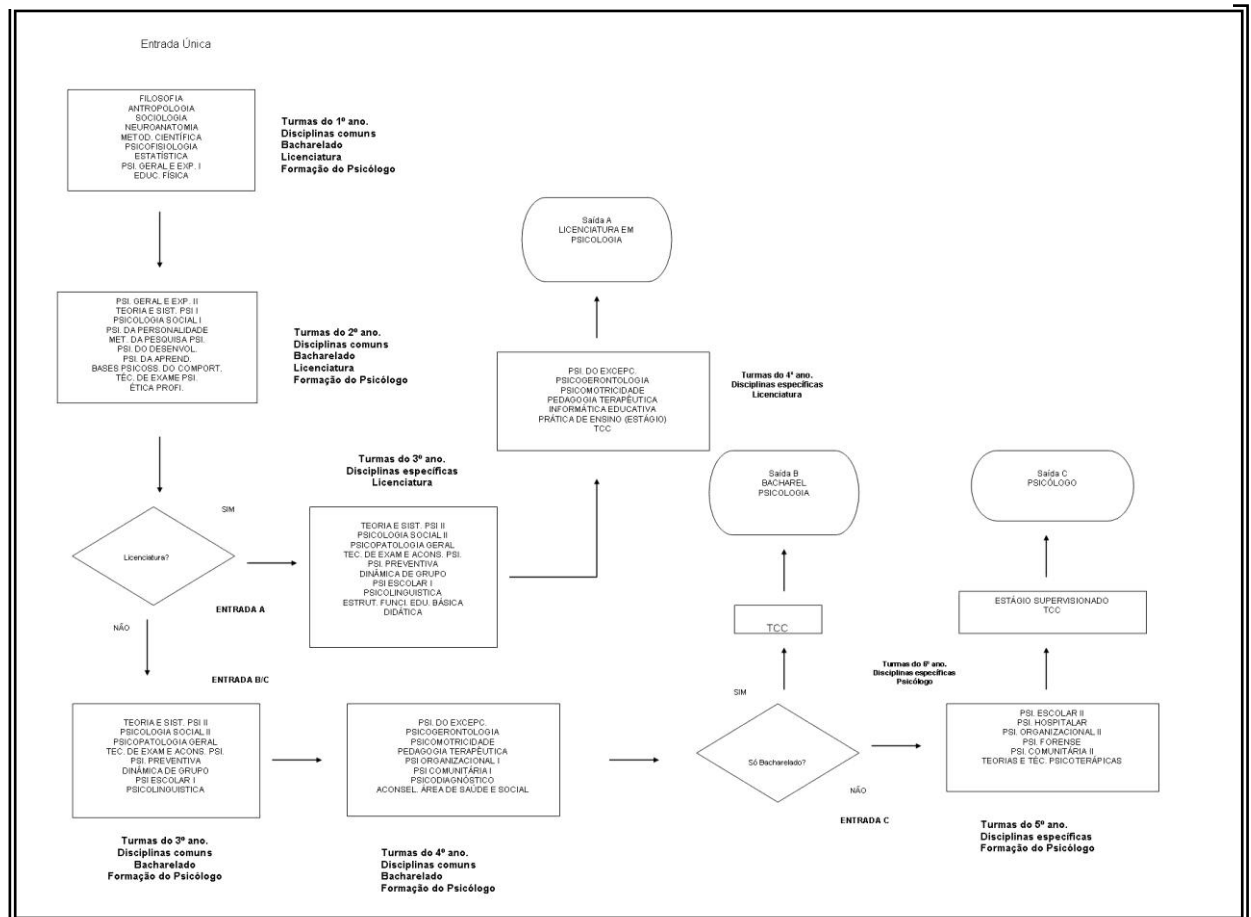 Entrada Única
FILOSOFIA
ANTROPOLOGIA
SOCIOLOGIA
NEUROANATOMIA
METOD. CIENTÍFICA
PSICOFISIOLOGIA
ESTATÍSTICA
PSI. GERAL E EXP. I
EDUC. FÍSICA
Turmas do 1º ano.
Disciplinas comuns
Bacharelado
Licenciatura
Formação do Psicólogo
Saída A
LICENCIATURA EM
PSICOLOGIA
PSI. GERAL E EXP. II
TEORIA E SIST. PSI I
PSICOLOGIA SOCIAL I
PSI. DA PERSONALIDADE
MET. DA PESQUISA PSI.
PSI. DO DESENVOL.
PSI. DA APREND.
BASES PSICOSS. DO COMPORT.
TÉC. DE EXAME PSI.
ÉTICA PROFI.
Turmas do 2º ano.
Disciplinas comuns
Bacharelado
Licenciatura
Formação do Psicólogo
PSI. DO EXCEPC.
PSICOGERONTOLOGIA
PSICOMOTRICIDADE
PEDAGOGIA TERAPÊUTICA
INFORMÁTICA EDUCATIVA
PRÁTICA DE ENSINO (ESTÁGIO)
TCC
Turmas do 4º ano.
Disciplinas específicas
Licenciatura
Turmas do 3º ano.
Disciplinas específicas
Licenciatura
Saída B
BACHAREL
PSICOLOGIA
Saída C
PSICÓLOGO
SIM
Licenciatura?
TEORIA E SIST. PSI II
PSICOLOGIA SOCIAL II
PSICOPATOLOGIA GERAL
TEC. DE EXAM E ACONS. PSI.
PSI. PREVENTIVA
DINÂMICA DE GRUPO
PSI ESCOLAR I
PSICOLINGUISTICA
ESTRUT. FUNCI. EDU. BÁSICA
DIDÁTICA
ENTRADA A
NÃO
TCC
ESTÁGIO SUPERVISIONADO
TCC
ENTRADA B/C
SIM
Turmas do 6º ano.
Disciplinas específicas
Psicólogo
TEORIA E SIST. PSI II
PSICOLOGIA SOCIAL II
PSICOPATOLOGIA GERAL
TEC. DE EXAM E ACONS. PSI.
PSI. PREVENTIVA
DINÂMICA DE GRUPO
PSI ESCOLAR I
PSICOLINGUISTICA
PSI. DO EXCEPC.
PSICOGERONTOLOGIA
PSICOMOTRICIDADE
PEDAGOGIA TERAPÊUTICA
PSI ORGANIZACIONAL I
PSI COMUNITÁRIA I
PSICODIAGNÓSTICO
ACONSEL. ÁREA DE SAÚDE E SOCIAL
Só Bacharelado?
PSI. ESCOLAR II
PSI. HOSPITALAR
PSI. ORGANIZACIONAL II
PSI. FORENSE
PSI. COMUNITÁRIA II
TEORIAS E TÉC. PSICOTERÁPICAS
NÃO
ENTRADA C
Turmas do 3º ano.
Disciplinas comuns
Bacharelado
Formação do Psicólogo
Turmas do 4º ano.
Disciplinas comuns
Bacharelado
Formação do Psicólogo
Turmas do 5º ano.
Disciplinas específicas
Formação do Psicólogo